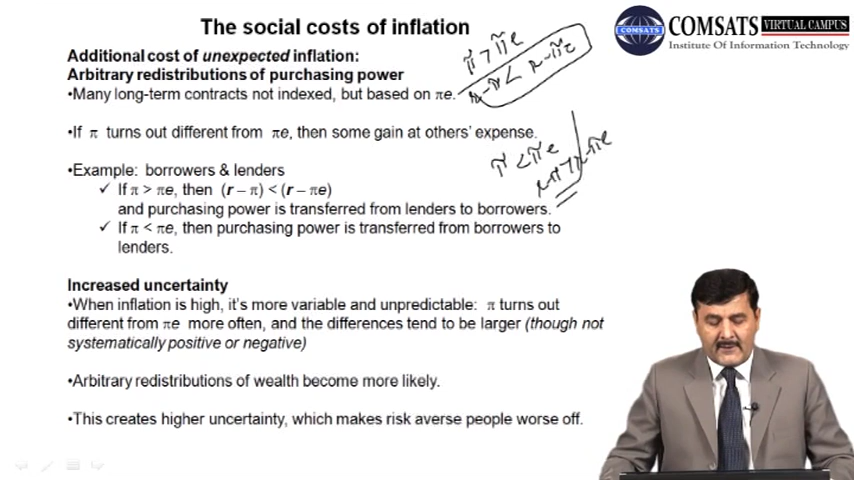 The social costs of inflation
COMSATS VIRTUAL CAMPUS
Institute Of Information Technology
COMSATS
Additional cost of unexpected inflation:
Arbitrary redistributions of purchasing power
•Many long-term contracts not indexed, but based on πe.
π > πe
r-π < r-πe
•If π turns out different from πe, then some gain at others' expense.
π < πe
r-π > r-πe
•Example: borrowers & lenders
✓ If π > πe, then (r – π) < (r – πe)
and purchasing power is transferred from lenders to borrowers.
✓ If π < πe, then purchasing power is transferred from borrowers to
lenders.
Increased uncertainty
•When inflation is high, it's more variable and unpredictable: π turns out
different from πe more often, and the differences tend to be larger (though not
systematically positive or negative)
•Arbitrary redistributions of wealth become more likely.
•This creates higher uncertainty, which makes risk averse people worse off.